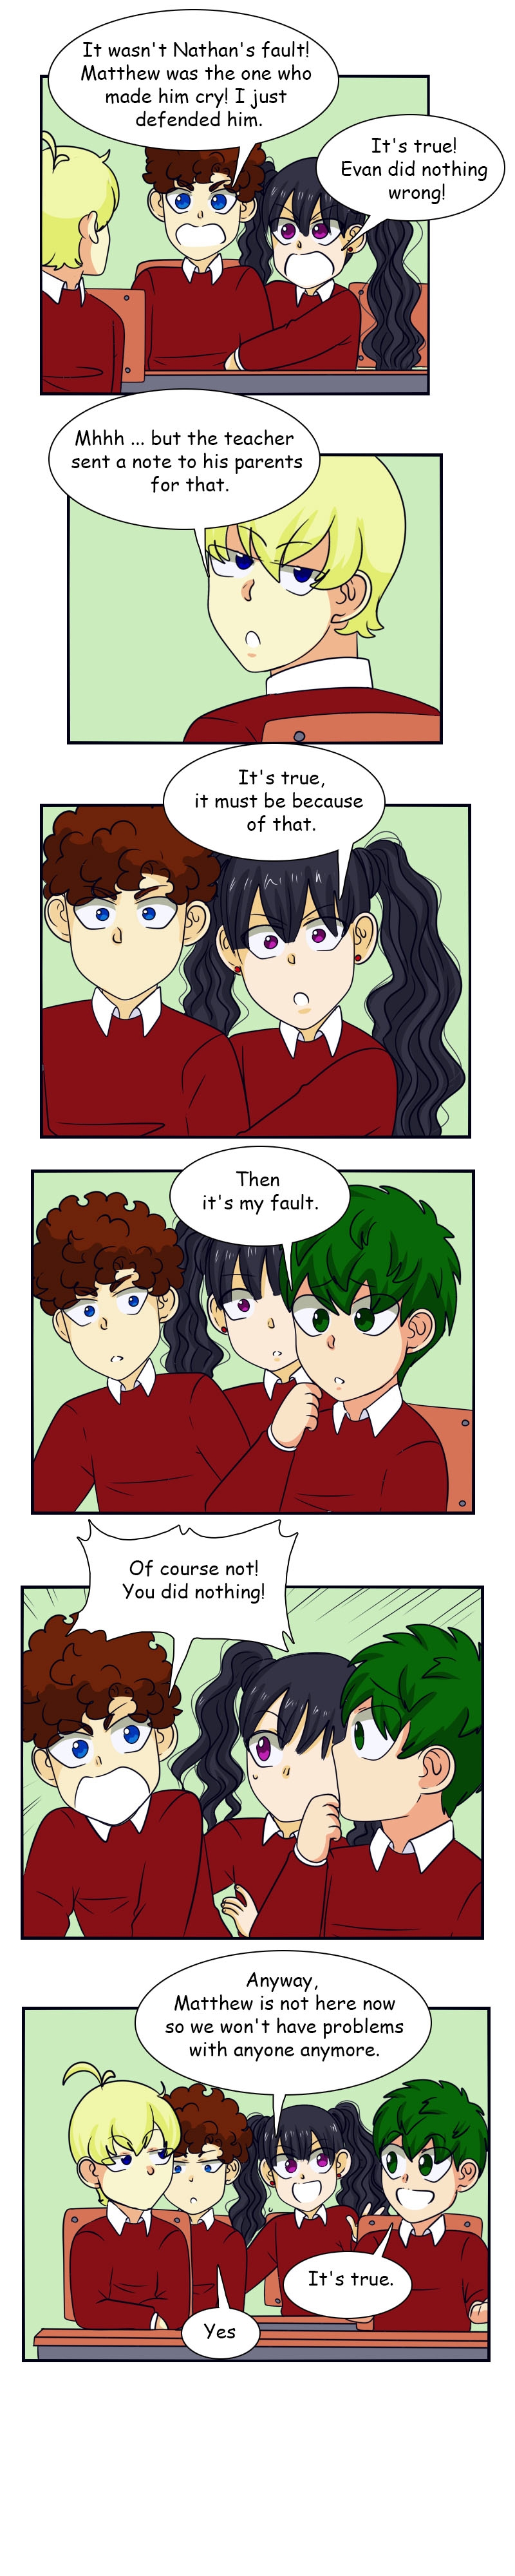 It wasn't Nathan's fault!
Matthew was the one who
made him cry! I just
defended him.
It's true!
Evan did nothing
wrong!
Mhhh ... but the teacher
sent a note to his parents
for that.
It's true,
it must be because
of that.
Then
it's my fault.
Of course not!
You did nothing!
Anyway,
Matthew is not here now
so we won't have problems
with anyone anymore.
It's true.
Yes